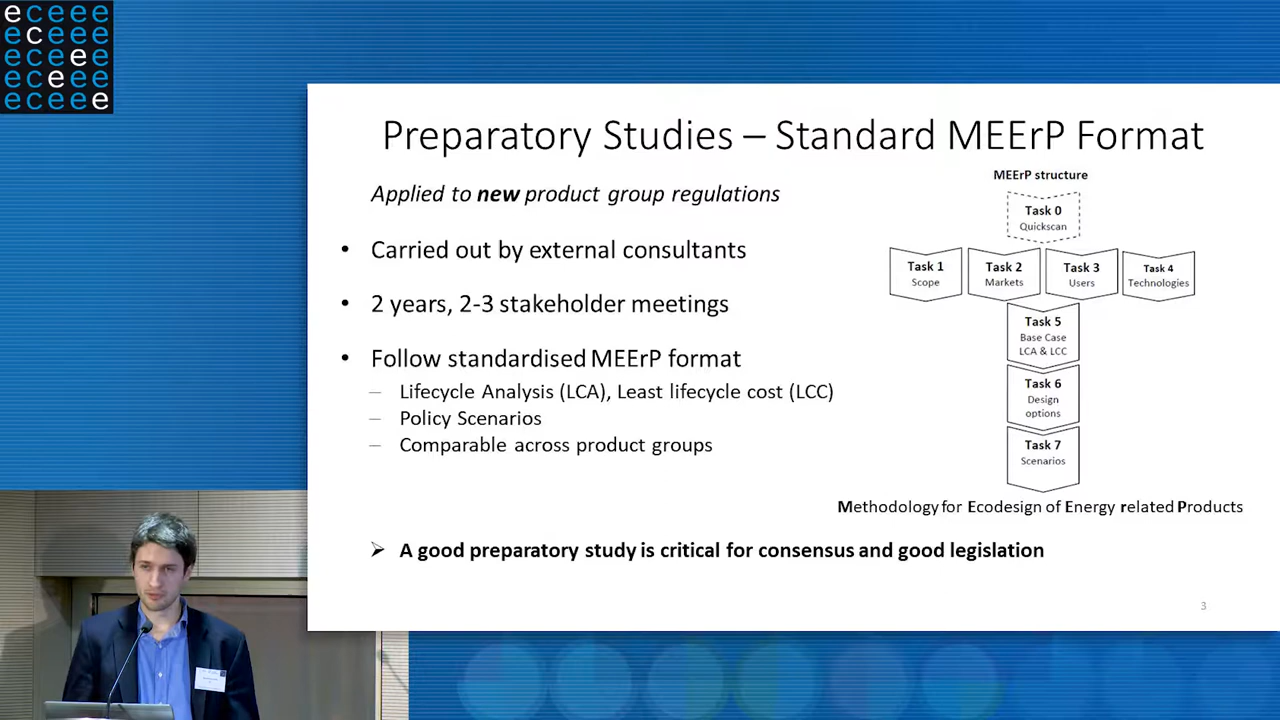 eceee
eceee
eceee
eceee
eceee
Preparatory Studies – Standard MEErP Format
Applied to new product group regulations
• Carried out by external consultants
• 2 years, 2-3 stakeholder meetings
• Follow standardised MEErP format
– Lifecycle Analysis (LCA), Least lifecycle cost (LCC)
– Policy Scenarios
– Comparable across product groups
MEErP structure
Task 0
Quickscan
Task 1
Scope
Task 2
Markets
Task 3
Users
Task 4
Technologies
Task 5
Base Case
LCA & LCC
Task 6
Design
options
Task 7
Scenarios
Methodology for Ecodesign of Energy related Products
➢ A good preparatory study is critical for consensus and good legislation
3